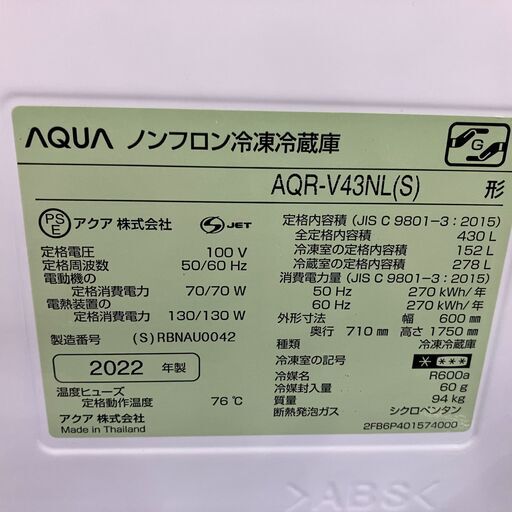 AQUA ノンフロン冷凍冷蔵庫
G
AQR-V43NL(S) 形
PS
E アクア 株式会社 S JET
定格電圧 100 V
定格周波数 50/60 Hz
電動機の
定格消費電力 70/70 W
電熱装置の
定格消費電力 130/130 W
製造番号 (S)RBNAU0042
2022 年製
温度ヒューズ
定格動作温度 76℃
アクア 株式会社
Made in Thailand
定格内容積 (JIS C 9801-3:2015)
全定格内容積 430 L
冷凍室の定格内容積 152 L
冷蔵室の定格内容積 278 L
消費電力量 (JIS C 9801-3:2015)
50 Hz 270 kWh/年
60 Hz 270 kWh/年
外形寸法 幅 600 mm
奥行 710 mm 高さ 1750 mm
種類 冷凍冷蔵庫
冷凍室の記号 * ***
冷媒名 R600a
冷媒封入量 60 g
質量 94 kg
断熱発泡ガス シクロペンタン
2FB6P401574000
>ABS<